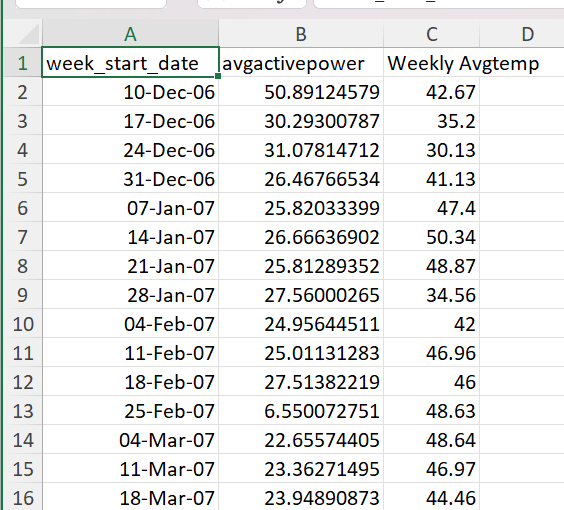 A B C D
1 week_start_date avgactivepower Weekly Avgtemp
2 10-Dec-06 50.89124579 42.67
3 17-Dec-06 30.29300787 35.2
4 24-Dec-06 31.07814712 30.13
5 31-Dec-06 26.46766534 41.13
6 07-Jan-07 25.82033399 47.4
7 14-Jan-07 26.66636902 50.34
8 21-Jan-07 25.81289352 48.87
9 28-Jan-07 27.56000265 34.56
10 04-Feb-07 24.95644511 42
11 11-Feb-07 25.01131283 46.96
12 18-Feb-07 27.51382219 46
13 25-Feb-07 6.550072751 48.63
14 04-Mar-07 22.65574405 48.64
15 11-Mar-07 23.36271495 46.97
16 18-Mar-07 23.94890873 44.46